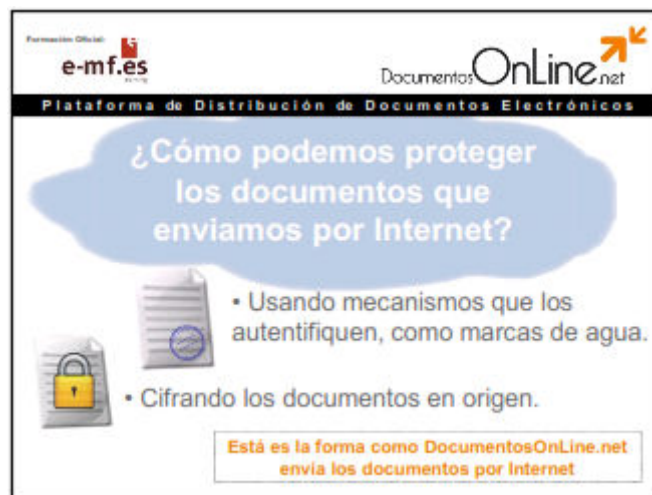 Formación Oficial:
e-mf.es
DocumentosOnLine.net
Plataforma de Distribución de Documentos Electrónicos
¿Cómo podemos proteger
los documentos que
enviamos por Internet?
• Usando mecanismos que los
autentifiquen, como marcas de agua.
• Cifrando los documentos en origen.
Está es la forma como DocumentosOnLine.net
envia los documentos por Internet